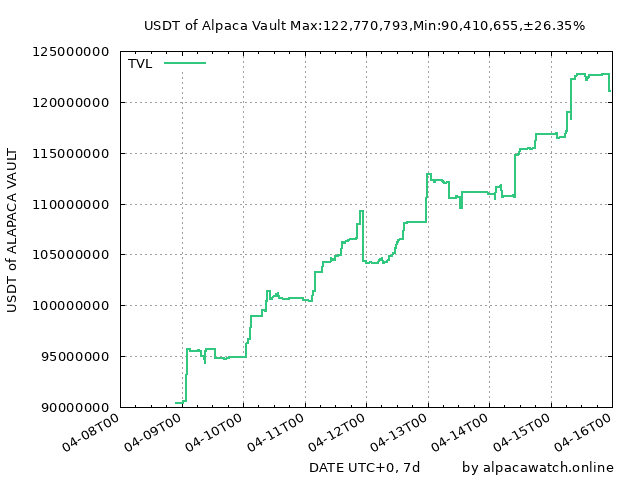 USDT of Alpaca Vault Max:122,770,793,Min:90,410,655,±26.35%
TVL
125000000
120000000
115000000
110000000
105000000
100000000
95000000
90000000
USDT of ALAPACA VAULT
04-08T00
04-09T00
04-10T00
04-11T00
04-12T00
04-13T00
04-14T00
04-15T00
04-16T00
DATE UTC+0, 7d
by alpacawatch.online